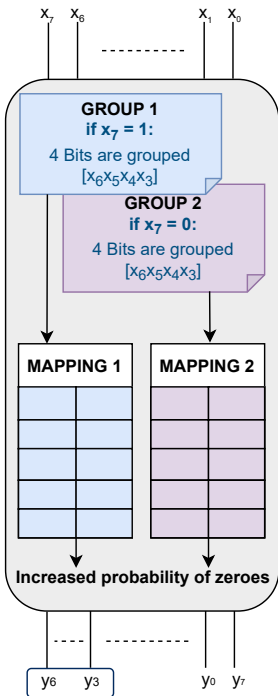 x₇ x₆ x₁ x₀
GROUP 1
if x₇ = 1:
4 Bits are grouped
[x₆x₅x₄x₃]
GROUP 2
if x₇ = 0:
4 Bits are grouped
[x₆x₅x₄x₃]
MAPPING 1 MAPPING 2
Increased probability of zeroes
y₆ y₃ y₀ y₇